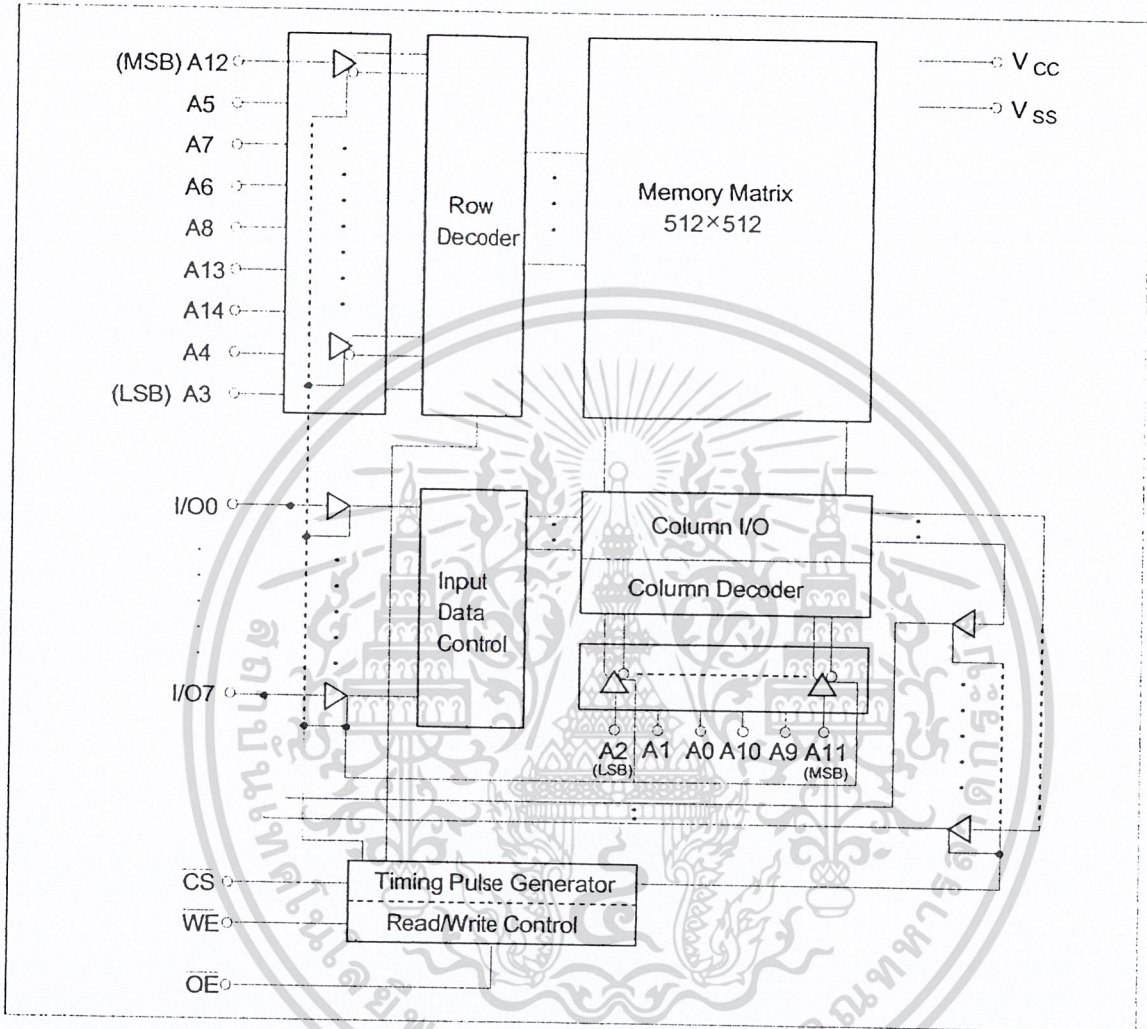 (MSB) A12
A5
A7
A6
A8
A13
A14
A4
(LSB) A3
Row
Decoder
Memory Matrix
512×512
V CC
V SS
I/O0
I/O7
Input
Data
Control
Column I/O
Column Decoder
A2 A1 A0 A10 A9 A11
(LSB) (MSB)
CS
WE
OE
Timing Pulse Generator
Read/Write Control